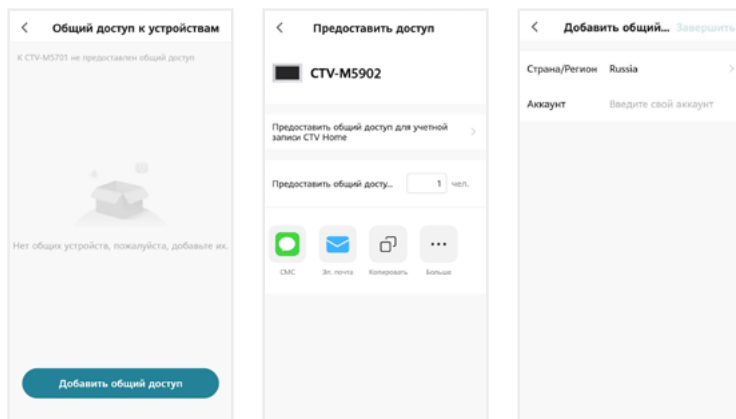 Общий доступ к устройствам
К CTV-M5701 не предоставлен общий доступ
Нет общих устройств, пожалуйста, добавьте их.
Добавить общий доступ
Предоставить доступ
CTV-M5902
Предоставить общий доступ для учетной
записи CTV Home
Предоставить общий досту... 1 чел.
СМС Эл. почта Копировать Больше
Добавить общий... Завершить
Страна/Регион Russia
Аккаунт Введите свой аккаунт